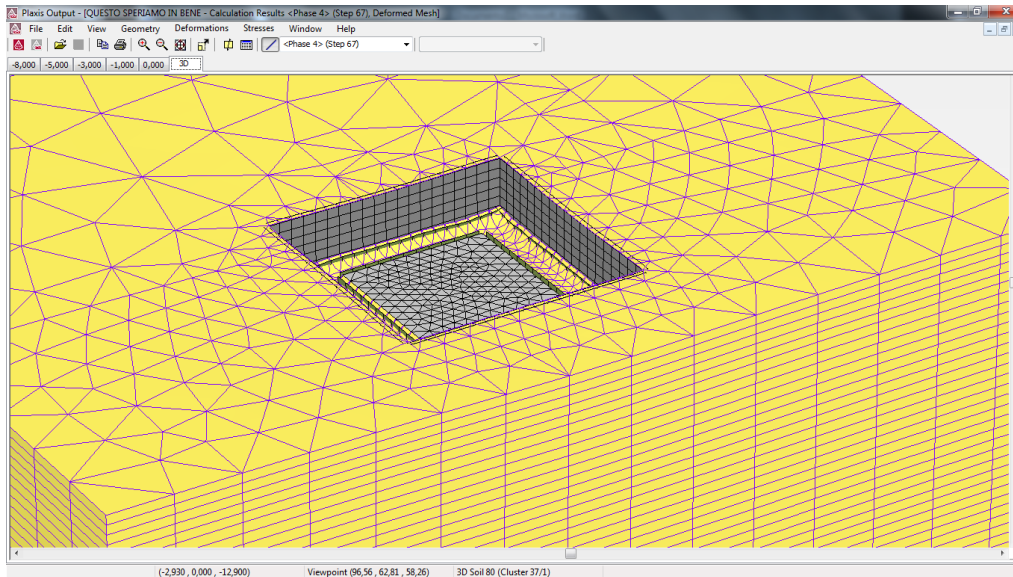 Plaxis Output - [QUESTO SPERIAMO IN BENE - Calculation Results <Phase 4> (Step 67), Deformed Mesh]
File Edit View Geometry Deformations Stresses Window Help
<Phase 4> (Step 67)
-8,000 -5,000 -3,000 -1,000 0,000 3D
(-2,930 , 0,000 , -12,900) Viewpoint (96,56 , 62,81 , 58,26) 3D Soil 80 (Cluster 37/1)